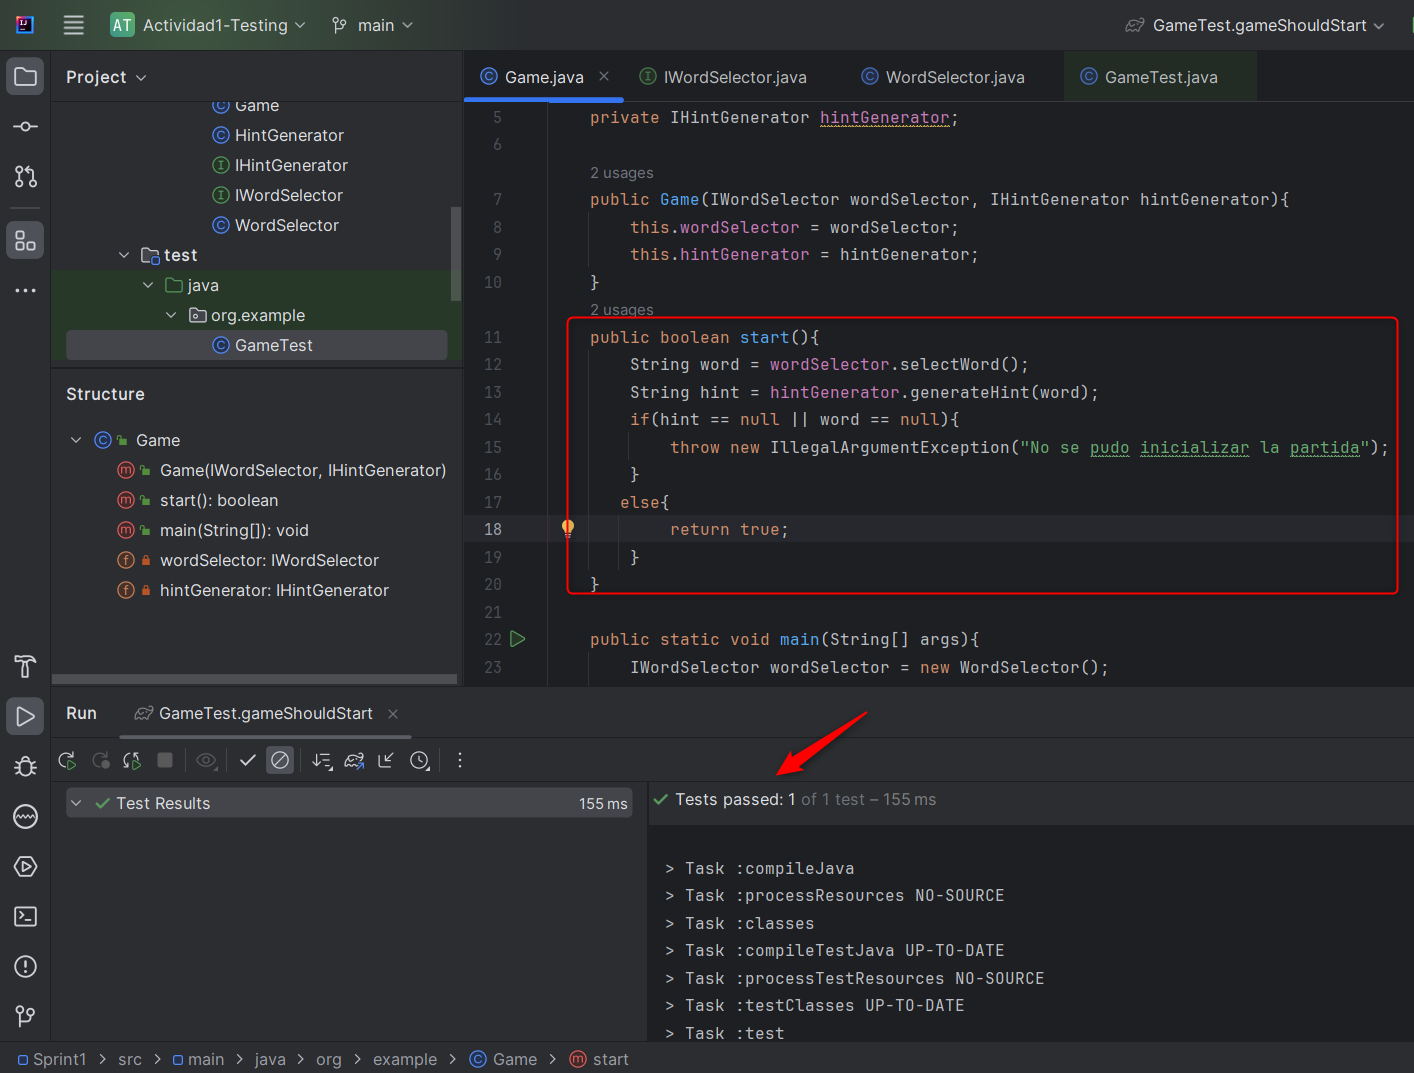 AT Actividad1-Testing main GameTest.gameShouldStart
Project
Game
HintGenerator
IHintGenerator
IWordSelector
WordSelector
test
java
org.example
GameTest
Structure
Game
Game(IWordSelector, IHintGenerator)
start(): boolean
main(String[]): void
wordSelector: IWordSelector
hintGenerator: IHintGenerator
Game.java IWordSelector.java WordSelector.java GameTest.java
5 private IHintGenerator hintGenerator;
6
2 usages
7 public Game(IWordSelector wordSelector, IHintGenerator hintGenerator){
8 this.wordSelector = wordSelector;
9 this.hintGenerator = hintGenerator;
10 }
2 usages
11 public boolean start(){
12 String word = wordSelector.selectWord();
13 String hint = hintGenerator.generateHint(word);
14 if(hint == null || word == null){
15 throw new IllegalArgumentException("No se pudo inicializar la partida");
16 }
17 else{
18 return true;
19 }
20 }
21
22 public static void main(String[] args){
23 IWordSelector wordSelector = new WordSelector();
Run GameTest.gameShouldStart
Test Results 155 ms
Tests passed: 1 of 1 test – 155 ms
> Task :compileJava
> Task :processResources NO-SOURCE
> Task :classes
> Task :compileTestJava UP-TO-DATE
> Task :processTestResources NO-SOURCE
> Task :testClasses UP-TO-DATE
> Task :test
Sprint1 > src > main > java > org > example > Game > start